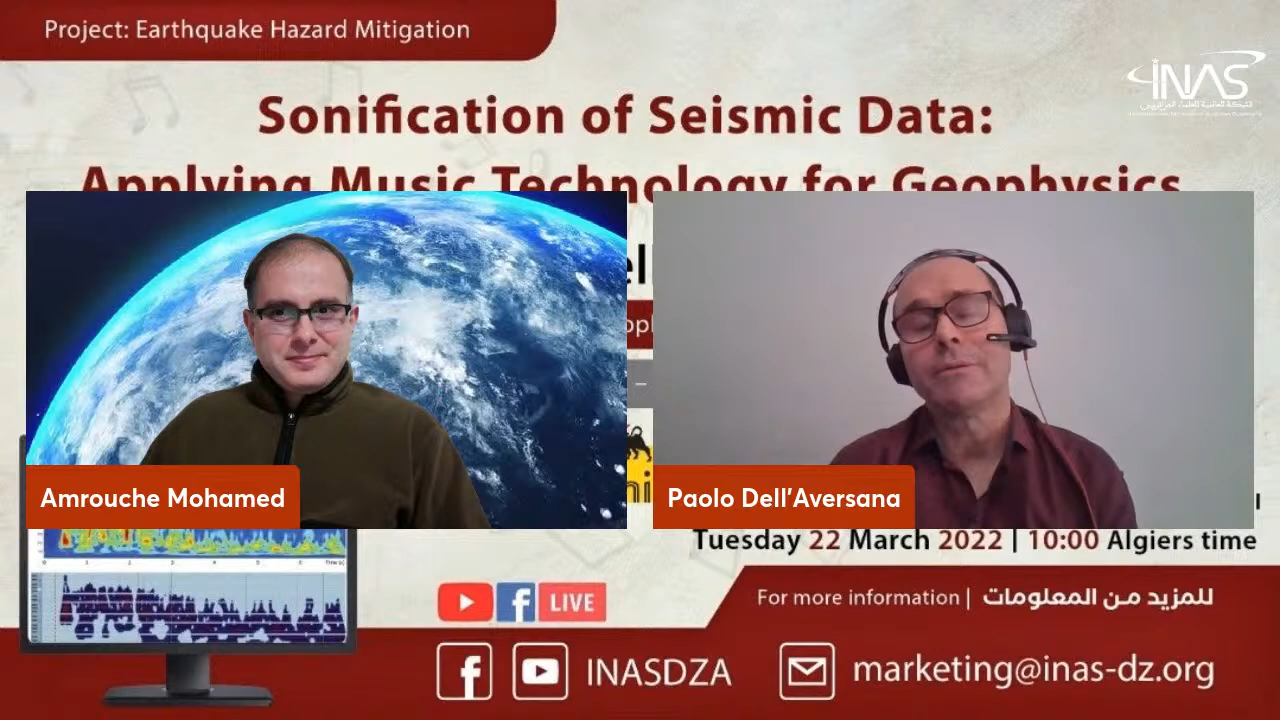 Project: Earthquake Hazard Mitigation
iNAS
Sonification of Seismic Data:
Applying Music Technology for Geophysics
Amrouche Mohamed
Paolo Dell'Aversana
Tuesday 22 March 2022 | 10:00 Algiers time
LIVE
For more information | للمزيد من المعلومات
INASDZA
marketing@inas-dz.org